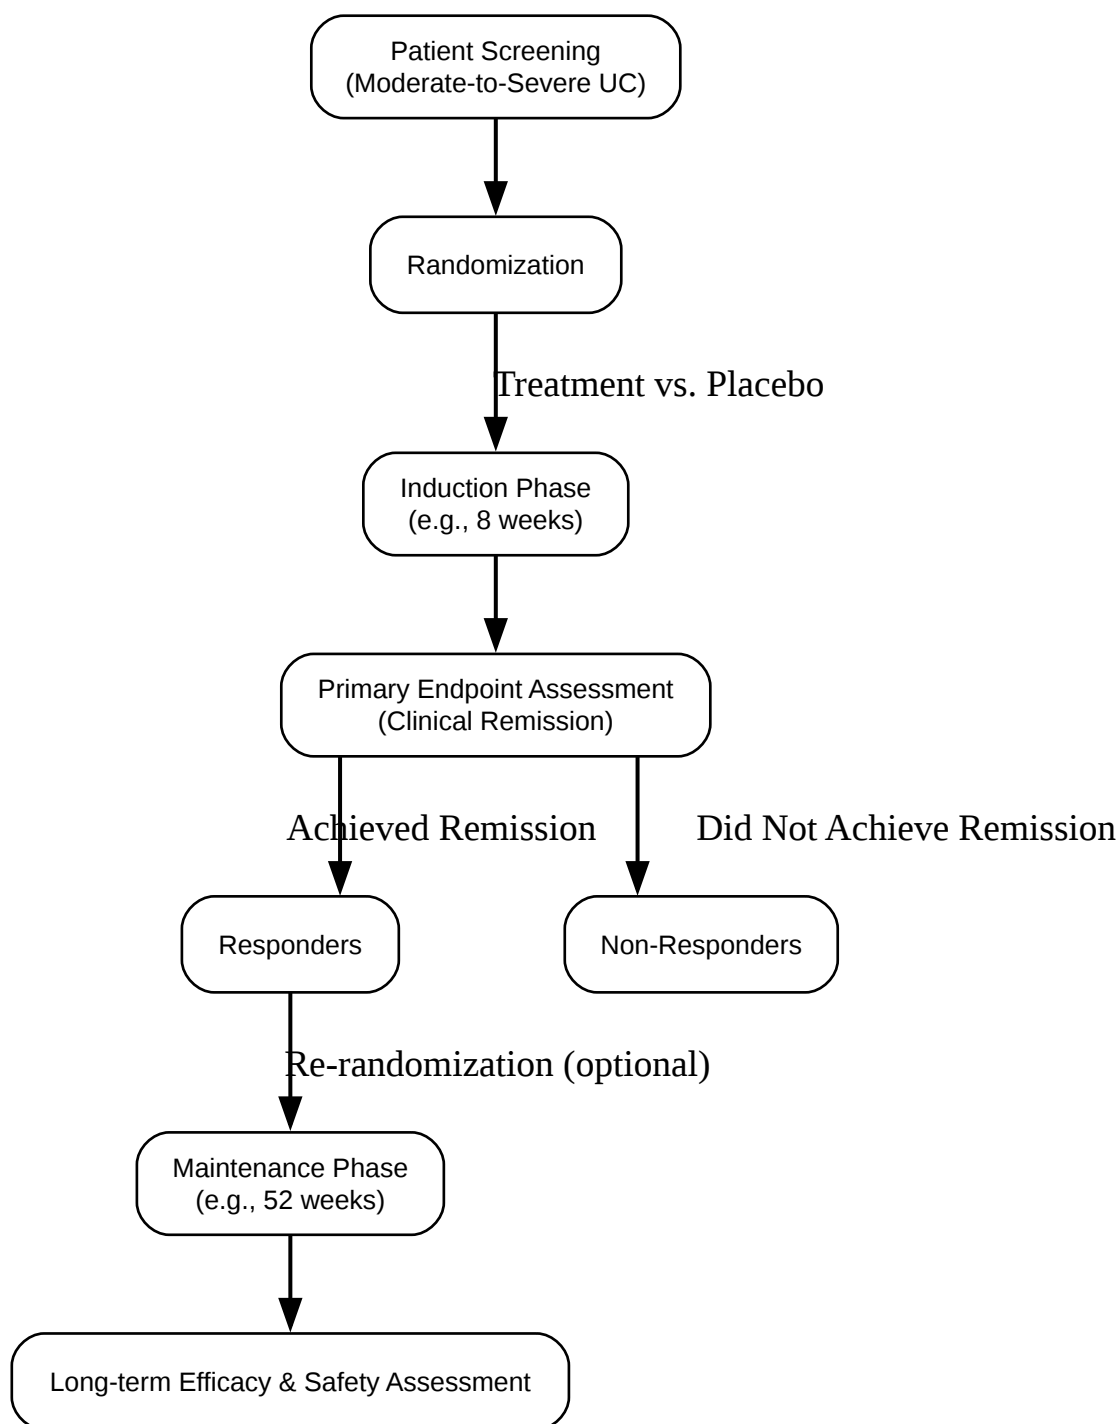 Patient Screening
(Moderate-to-Severe UC)
Randomization
Treatment vs. Placebo
Induction Phase
(e.g., 8 weeks)
Primary Endpoint Assessment
(Clinical Remission)
Achieved Remission
Did Not Achieve Remission
Responders
Non-Responders
Re-randomization (optional)
Maintenance Phase
(e.g., 52 weeks)
Long-term Efficacy & Safety Assessment